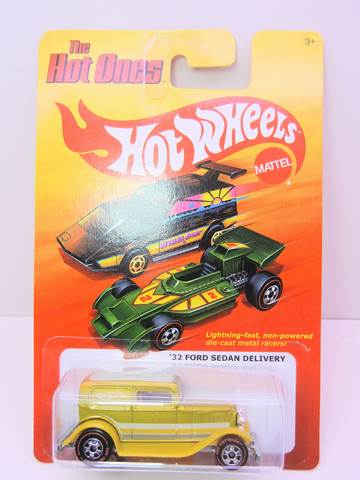 The
Hot Ones
3+
Hot Wheels
MATTEL
Lightning-fast, non-powered
die-cast metal racers!
'32 FORD SEDAN DELIVERY